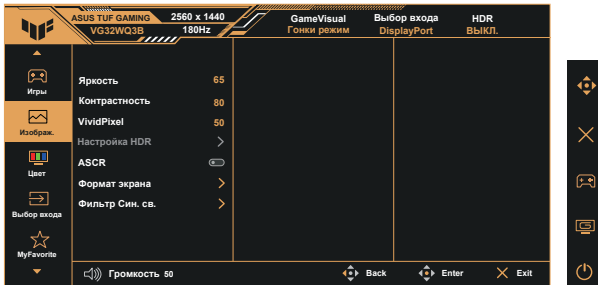 ASUS TUF GAMING 2560 x 1440 GameVisual Выбор входа HDR
VG32WQ3B 180Hz Гонки режим DisplayPort ВЫКЛ.
Игры
Изображ.
Цвет
Выбор входа
MyFavorite
Яркость 65
Контрастность 80
VividPixel 50
Настройка HDR
ASCR
Формат экрана
Фильтр Син. св.
Громкость 50 Back Enter Exit